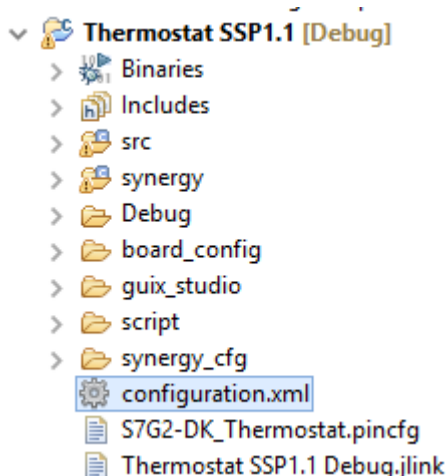 Thermostat SSP1.1 [Debug]
Binaries
Includes
src
synergy
Debug
board_config
guix_studio
script
synergy_cfg
configuration.xml
S7G2-DK_Thermostat.pincfg
Thermostat SSP1.1 Debug.jlink